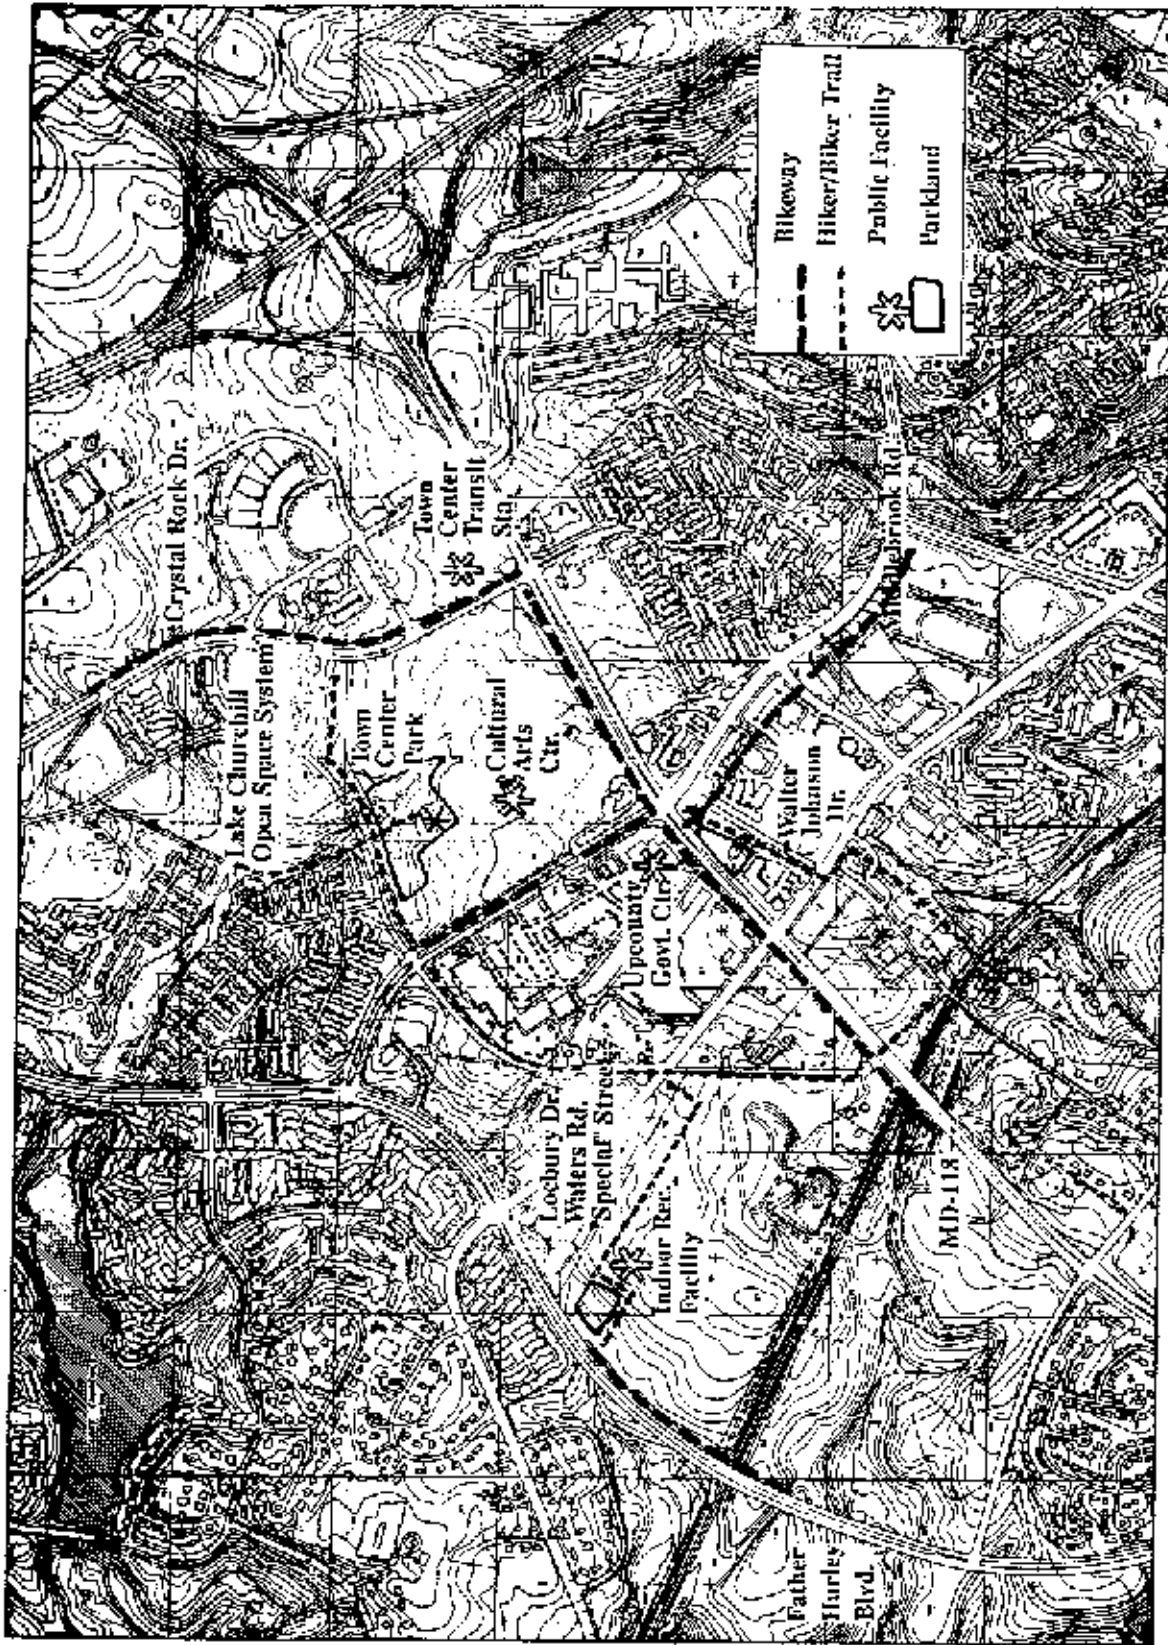 Crystal Rock Dr.
Lake Churchill
Open Space System
Town
Center
Transit
Sta.
Town
Center
Park
Cultural
Arts
Ctr.
Upcounty
Govt. Ctr.
Walter
Johnson
Dr.
Middlebrook Rd.
Locbury Dr./
Waters Rd.
"Special" Street
Indoor Rec.
Facility
MD-118
Father
Hurley
Blvd.
Bikeway
Hiker/Biker Trail
Public Facility
Parkland